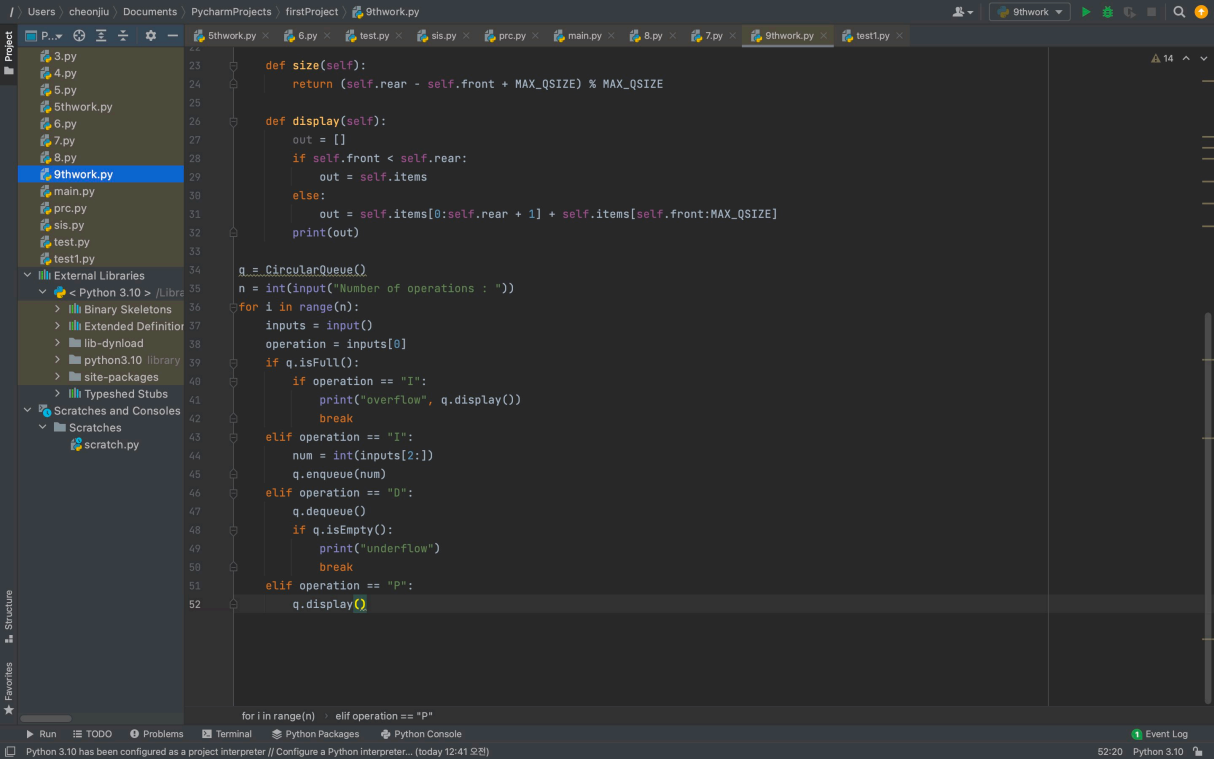 / Users cheonjiu Documents PycharmProjects firstProject 9thwork.py 9thwork
P... 5thwork.py 6.py test.py sis.py prc.py main.py 8.py 7.py 9thwork.py test1.py
Project
3.py
4.py
5.py
5thwork.py
6.py
7.py
8.py
9thwork.py
main.py
prc.py
sis.py
test.py
test1.py
External Libraries
< Python 3.10 > /Libra
Binary Skeletons
Extended Definition
lib-dynload
python3.10 library
site-packages
Typeshed Stubs
Scratches and Consoles
Scratches
scratch.py
Structure
Favorites
14
22
23 def size(self):
24 return (self.rear - self.front + MAX_QSIZE) % MAX_QSIZE
25
26 def display(self):
27 out = []
28 if self.front < self.rear:
29 out = self.items
30 else:
31 out = self.items[0:self.rear + 1] + self.items[self.front:MAX_QSIZE]
32 print(out)
33
34 q = CircularQueue()
35 n = int(input("Number of operations : "))
36 for i in range(n):
37 inputs = input()
38 operation = inputs[0]
39 if q.isFull():
40 if operation == "I":
41 print("overflow", q.display())
42 break
43 elif operation == "I":
44 num = int(inputs[2:])
45 q.enqueue(num)
46 elif operation == "D":
47 q.dequeue()
48 if q.isEmpty():
49 print("underflow")
50 break
51 elif operation == "P":
52 q.display()
for i in range(n) › elif operation == "P"
Run TODO Problems Terminal Python Packages Python Console 1 Event Log
Python 3.10 has been configured as a project interpreter // Configure a Python interpreter... (today 12:41 오전) 52:20 Python 3.10